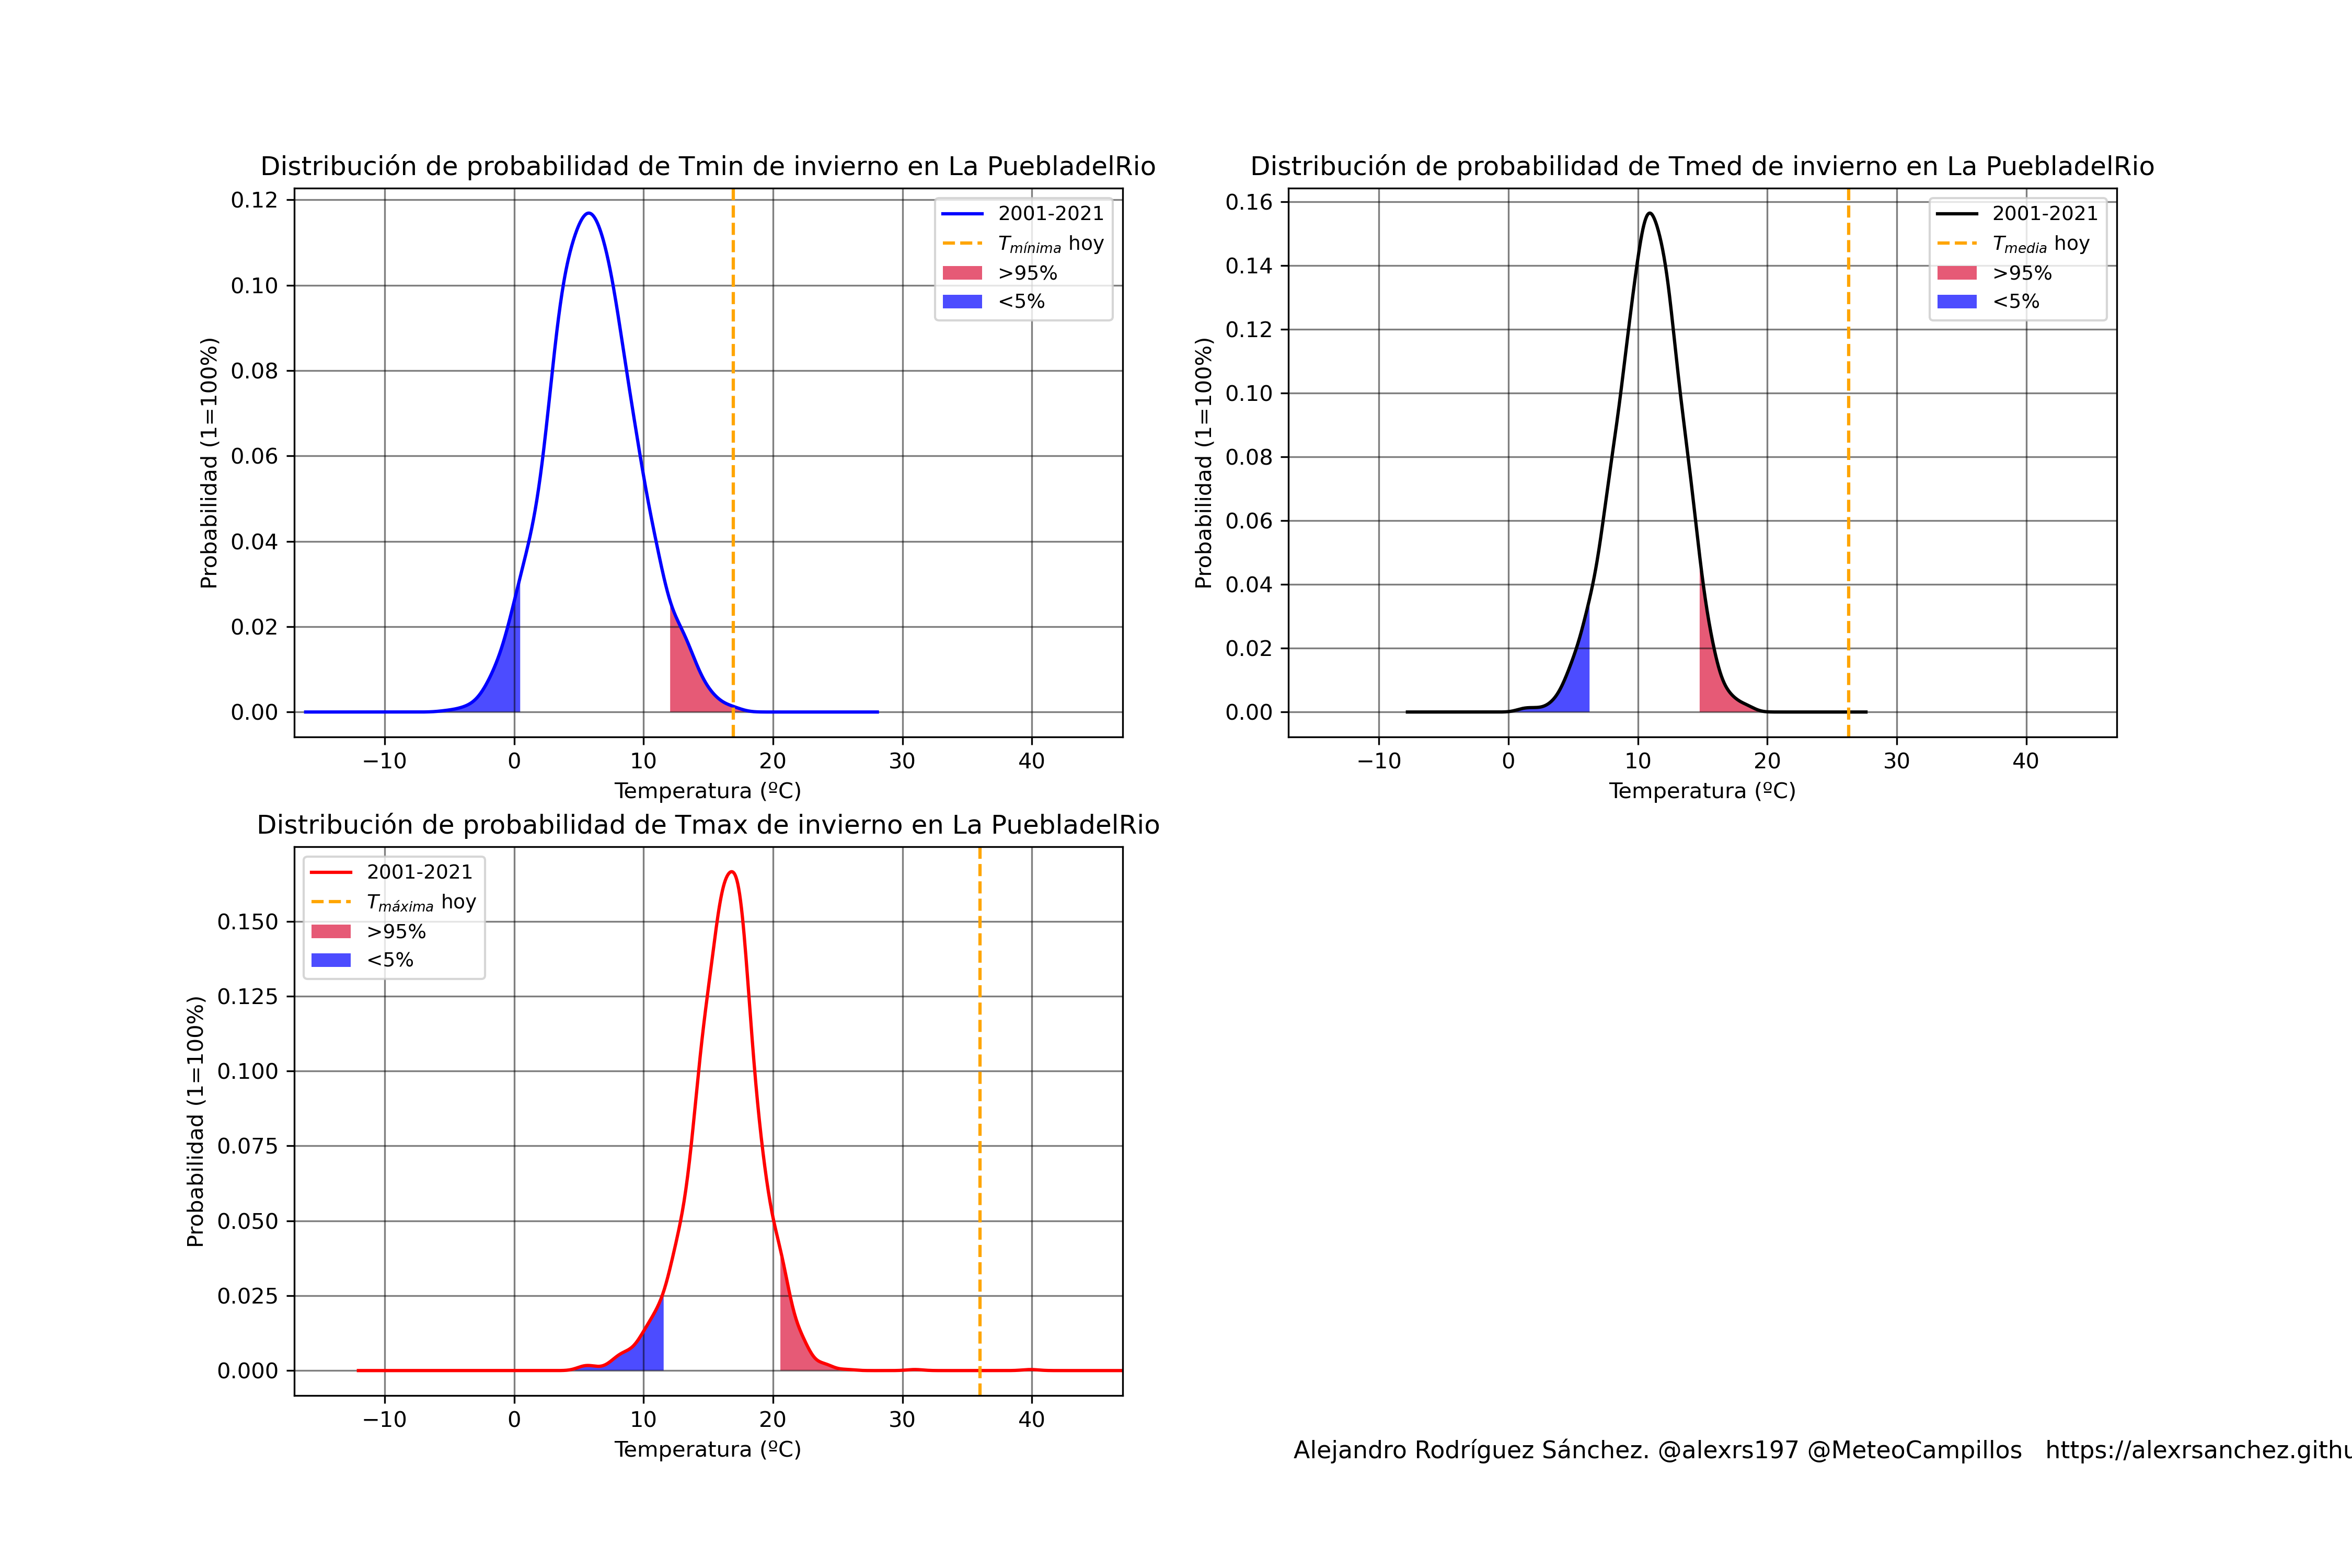 Distribución de probabilidad de Tmin de invierno en La PuebladelRio
0.12
0.10
0.08
0.06
0.04
0.02
0.00
Probabilidad (1=100%)
2001-2021
Tmínima hoy
>95%
<5%
−10 0 10 20 30 40
Temperatura (ºC)
Distribución de probabilidad de Tmed de invierno en La PuebladelRio
0.16
0.14
0.12
0.10
0.08
0.06
0.04
0.02
0.00
Probabilidad (1=100%)
2001-2021
Tmedia hoy
>95%
<5%
−10 0 10 20 30 40
Temperatura (ºC)
Distribución de probabilidad de Tmax de invierno en La PuebladelRio
0.150
0.125
0.100
0.075
0.050
0.025
0.000
Probabilidad (1=100%)
2001-2021
Tmáxima hoy
>95%
<5%
−10 0 10 20 30 40
Temperatura (ºC)
Alejandro Rodríguez Sánchez. @alexrs197 @MeteoCampillos https://alexrsanchez.githu